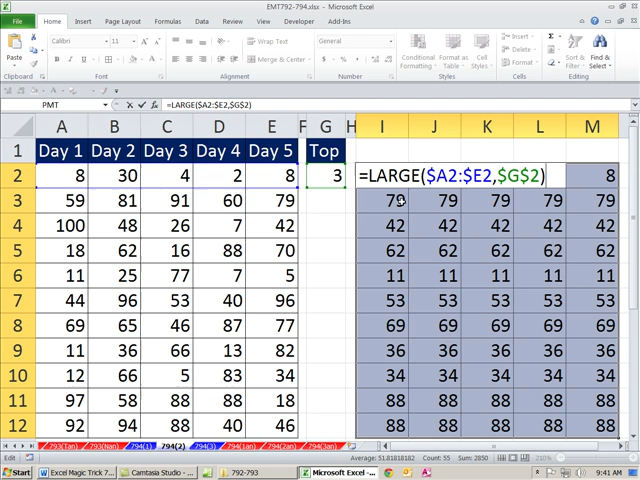 EMT792-794.xlsx - Microsoft Excel
File Home Insert Page Layout Formulas Data Review View Developer Add-Ins
Calibri 11 Wrap Text General Insert Σ
Paste B I U Merge & Center $ % , Conditional Formatting Format as Table Cell Styles Delete Format Sort & Filter Find & Select
Clipboard Font Alignment Number Styles Cells Editing
PMT fx =LARGE($A2:$E2,$G$2)
A B C D E F G H I J K L M
1 Day 1 Day 2 Day 3 Day 4 Day 5 Top
2 8 30 4 2 8 3 =LARGE($A2:$E2,$G$2) 8
3 59 81 91 60 79 79 79 79 79 79
4 100 48 26 7 42 42 42 42 42 42
5 18 62 16 88 70 62 62 62 62 62
6 11 25 77 7 5 11 11 11 11 11
7 44 96 53 40 96 53 53 53 53 53
8 69 65 46 87 77 69 69 69 69 69
9 11 36 66 13 82 36 36 36 36 36
10 12 66 5 83 34 34 34 34 34 34
11 97 58 88 88 18 88 88 88 88 88
12 92 94 88 40 46 88 88 88 88 88
793(Tan) 793(Nan) 794(1) 794(2) 794(3) 794(1an) 794(2an) 794(3an)
Edit Average: 51.81818182 Count: 55 Sum: 2850 210%
Start Excel Magic Trick 7... Camtasia Studio - ... 792-793 Microsoft Excel - ... 9:41 AM